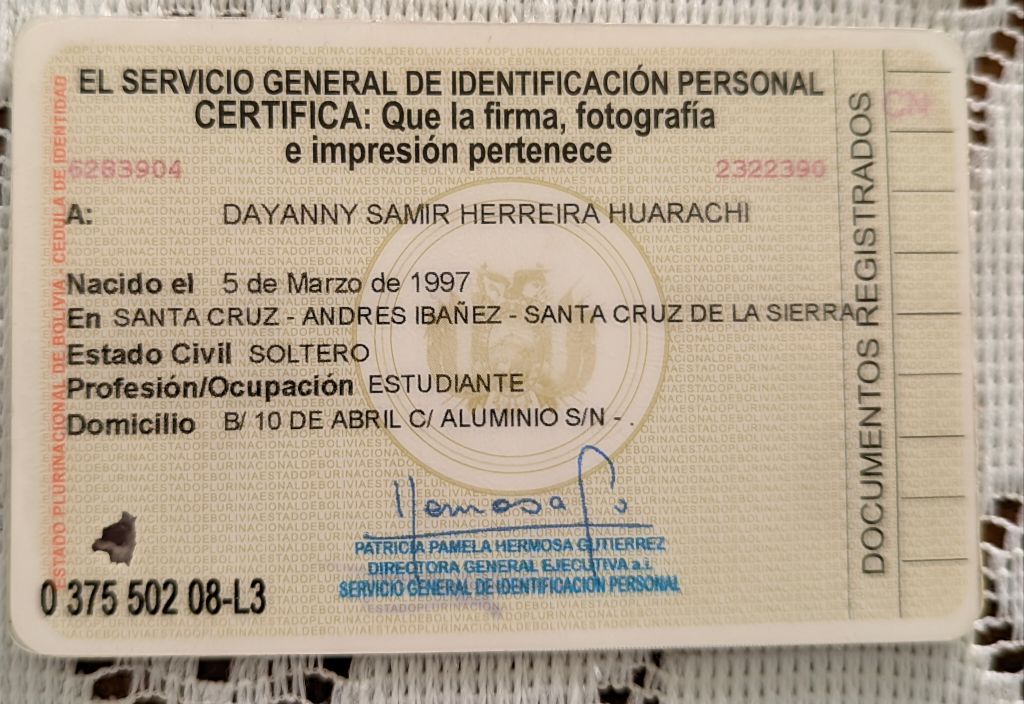 EL SERVICIO GENERAL DE IDENTIFICACIÓN PERSONAL
CERTIFICA: Que la firma, fotografía
e impresión pertenece
6283904
2322390
A: DAYANNY SAMIR HERREIRA HUARACHI
Nacido el 5 de Marzo de 1997
En SANTA CRUZ - ANDRES IBAÑEZ - SANTA CRUZ DE LA SIERRA
Estado Civil SOLTERO
Profesión/Ocupación ESTUDIANTE
Domicilio B/ 10 DE ABRIL C/ ALUMINIO S/N - .
Hermosa
PATRICIA PAMELA HERMOSA GUTIERREZ
DIRECTORA GENERAL EJECUTIVA a.i.
SERVICIO GENERAL DE IDENTIFICACIÓN PERSONAL
0 375 502 08-L3
ESTADO PLURINACIONAL DE BOLIVIA - CEDULA DE IDENTIDAD
DOCUMENTOS REGISTRADOS
CN